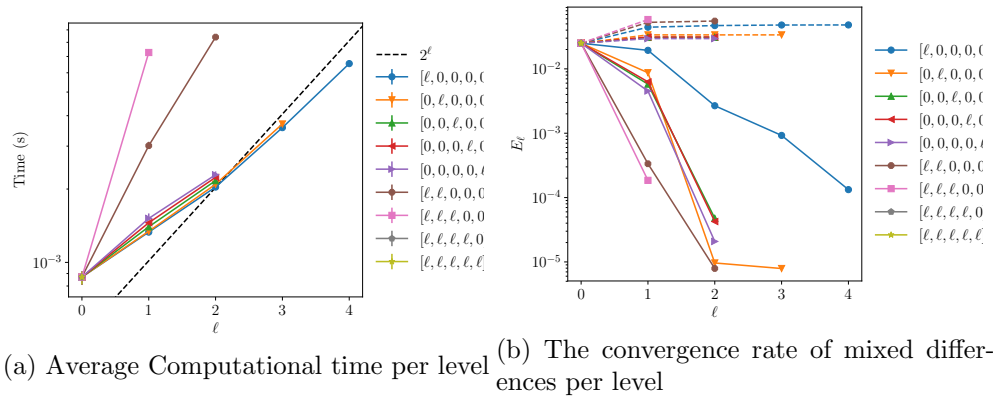 Time (s)
10⁻³
0 1 2 3 4
ℓ
2^ℓ
[ℓ, 0, 0, 0, 0
[0, ℓ, 0, 0, 0
[0, 0, ℓ, 0, 0
[0, 0, 0, ℓ, 0
[0, 0, 0, 0, ℓ
[ℓ, ℓ, 0, 0, 0
[ℓ, ℓ, ℓ, 0, 0
[ℓ, ℓ, ℓ, ℓ, 0
[ℓ, ℓ, ℓ, ℓ, ℓ]
(a) Average Computational time per level
E_ℓ
10⁻²
10⁻³
10⁻⁴
10⁻⁵
0 1 2 3 4
ℓ
[ℓ, 0, 0, 0, 0
[0, ℓ, 0, 0, 0
[0, 0, ℓ, 0, 0
[0, 0, 0, ℓ, 0
[0, 0, 0, 0, ℓ
[ℓ, ℓ, 0, 0, 0
[ℓ, ℓ, ℓ, 0, 0
[ℓ, ℓ, ℓ, ℓ, 0
[ℓ, ℓ, ℓ, ℓ, ℓ]
(b) The convergence rate of mixed differ-
ences per level